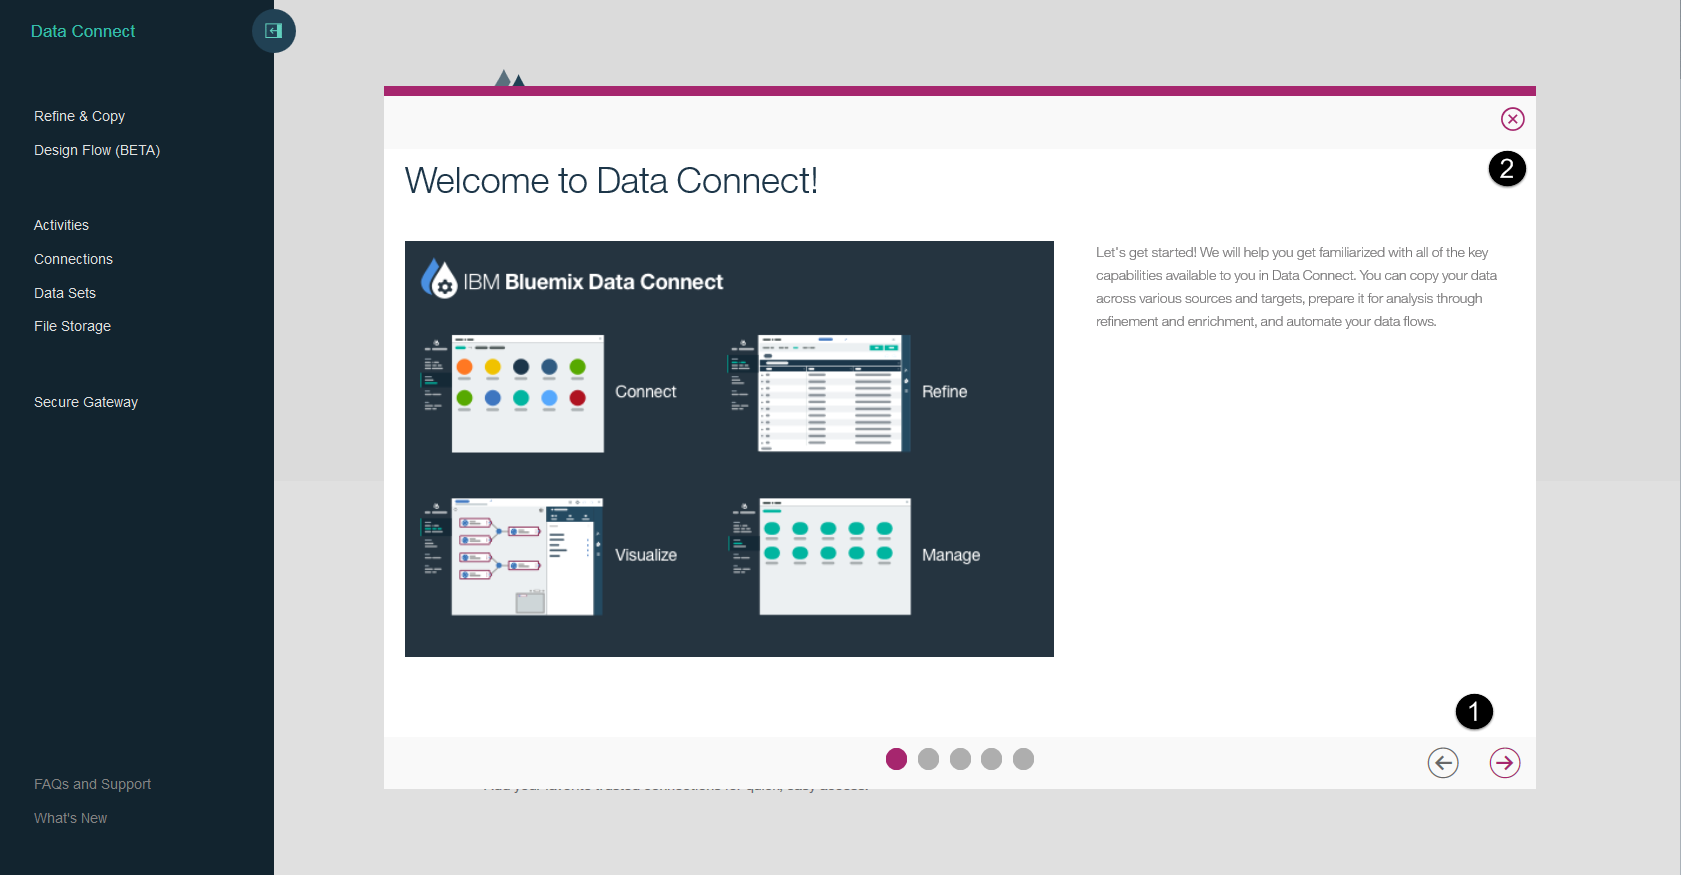 Data Connect
Refine & Copy
Design Flow (BETA)
Activities
Connections
Data Sets
File Storage
Secure Gateway
FAQs and Support
What's New
2
Welcome to Data Connect!
IBM Bluemix Data Connect
Connect
Refine
Visualize
Manage
Let's get started! We will help you get familiarized with all of the key
capabilities available to you in Data Connect. You can copy your data
across various sources and targets, prepare it for analysis through
refinement and enrichment, and automate your data flows.
1